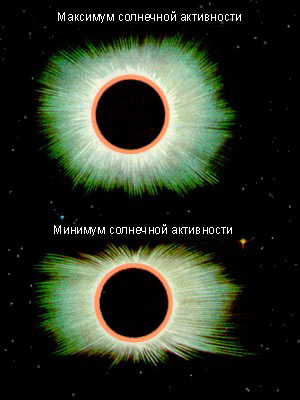 Максимум солнечной активности
Минимум солнечной активности